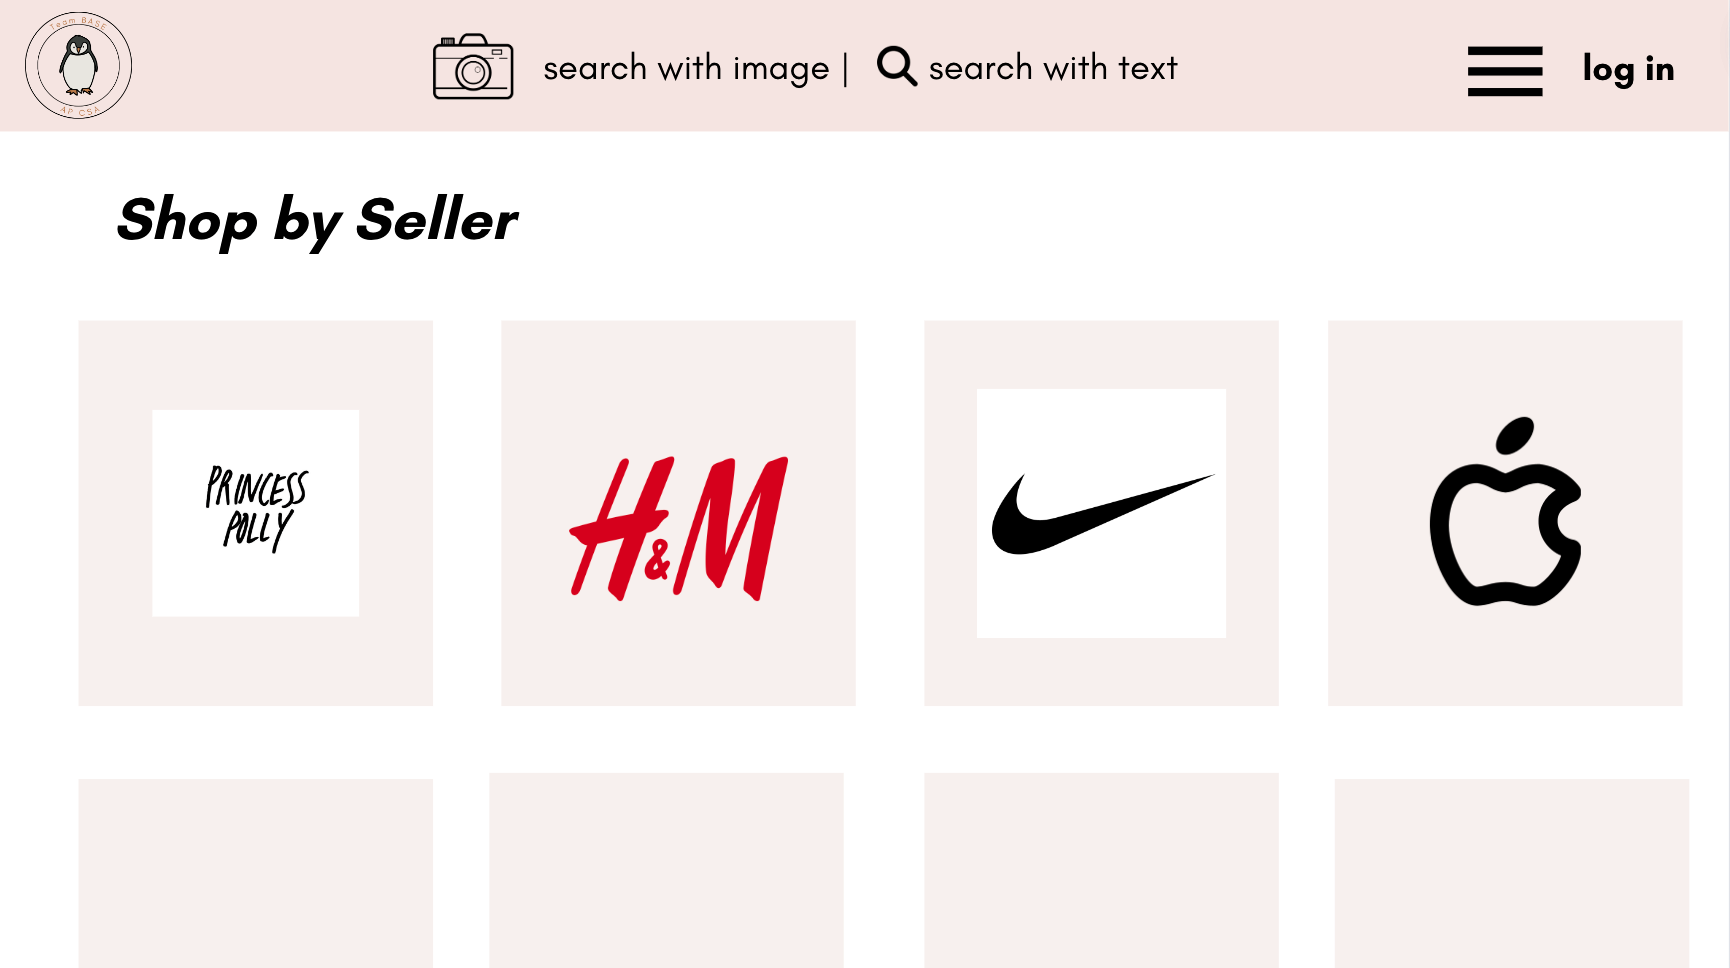 Team BASE
AP CSA
search with image |
search with text
log in
Shop by Seller
PRINCESS
POLLY
H&M